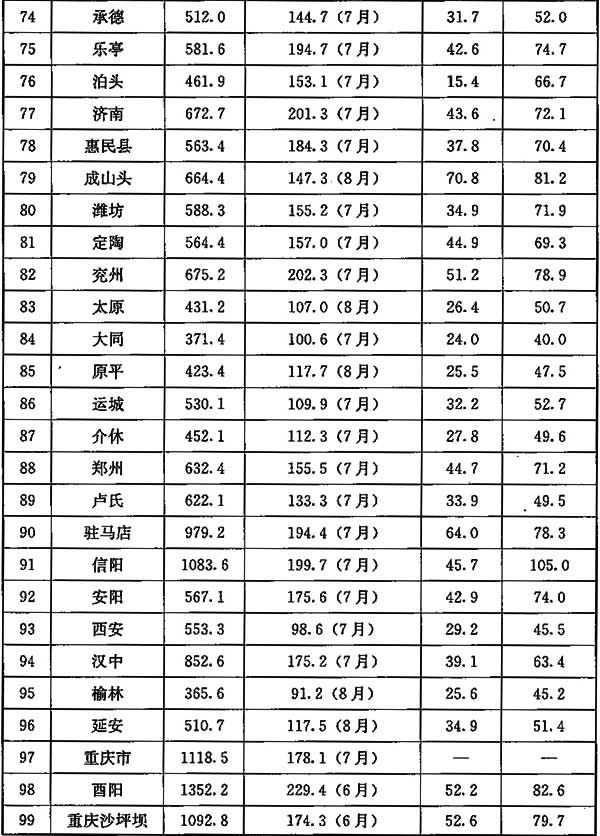 74 承德 512.0 144.7（7月） 31.7 52.0
75 乐亭 581.6 194.7（7月） 42.6 74.7
76 泊头 461.9 153.1（7月） 15.4 66.7
77 济南 672.7 201.3（7月） 43.6 72.1
78 惠民县 563.4 184.3（7月） 37.8 70.4
79 成山头 664.4 147.3（8月） 70.8 81.2
80 潍坊 588.3 155.2（7月） 34.9 71.9
81 定陶 564.4 157.0（7月） 44.9 69.3
82 兖州 675.2 202.3（7月） 51.2 78.9
83 太原 431.2 107.0（8月） 26.4 50.7
84 大同 371.4 100.6（7月） 24.0 40.0
85 原平 423.4 117.7（8月） 25.5 47.5
86 运城 530.1 109.9（7月） 32.2 52.7
87 介休 452.1 112.3（7月） 27.8 49.6
88 郑州 632.4 155.5（7月） 44.7 71.2
89 卢氏 622.1 133.3（7月） 33.9 49.5
90 驻马店 979.2 194.4（7月） 64.0 78.3
91 信阳 1083.6 199.7（7月） 45.7 105.0
92 安阳 567.1 175.6（7月） 42.9 74.0
93 西安 553.3 98.6（7月） 29.2 45.5
94 汉中 852.6 175.2（7月） 39.1 63.4
95 榆林 365.6 91.2（8月） 25.6 45.2
96 延安 510.7 117.5（8月） 34.9 51.4
97 重庆市 1118.5 178.1（7月） — —
98 酉阳 1352.2 229.4（6月） 52.2 82.6
99 重庆沙坪坝 1092.8 174.3（6月） 52.6 79.7